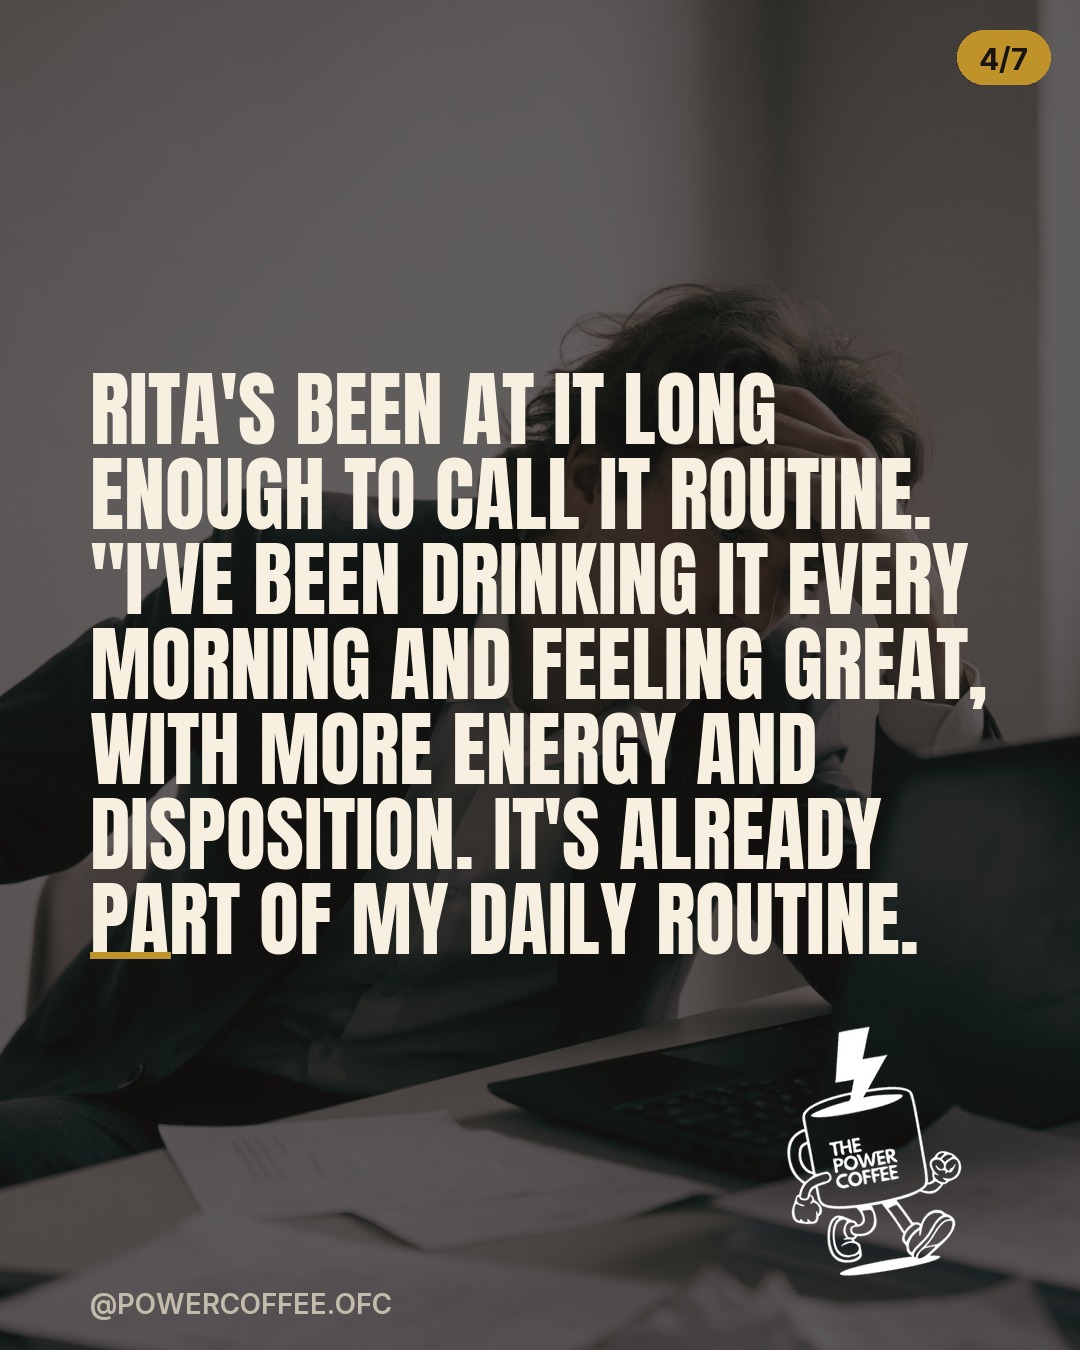 4/7
RITA'S BEEN AT IT LONG
ENOUGH TO CALL IT ROUTINE.
"I'VE BEEN DRINKING IT EVERY
MORNING AND FEELING GREAT,
WITH MORE ENERGY AND
DISPOSITION. IT'S ALREADY
PART OF MY DAILY ROUTINE.
THE
POWER
COFFEE
@POWERCOFFEE.OFC